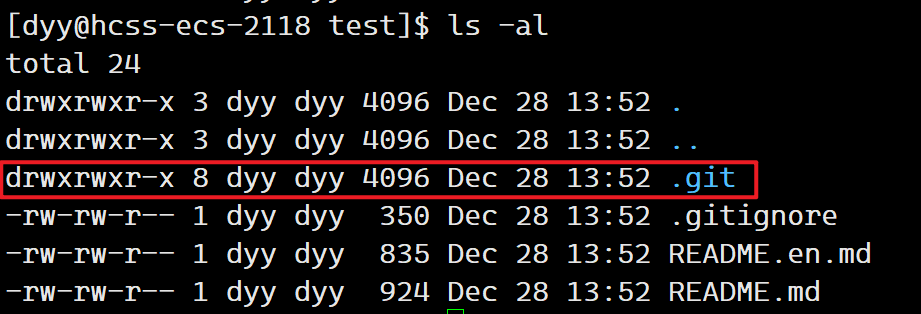 [dyy@hcss-ecs-2118 test]$ ls -al
total 24
drwxrwxr-x 3 dyy dyy 4096 Dec 28 13:52 .
drwxrwxr-x 3 dyy dyy 4096 Dec 28 13:52 ..
drwxrwxr-x 8 dyy dyy 4096 Dec 28 13:52 .git
-rw-rw-r-- 1 dyy dyy  350 Dec 28 13:52 .gitignore
-rw-rw-r-- 1 dyy dyy  835 Dec 28 13:52 README.en.md
-rw-rw-r-- 1 dyy dyy  924 Dec 28 13:52 README.md